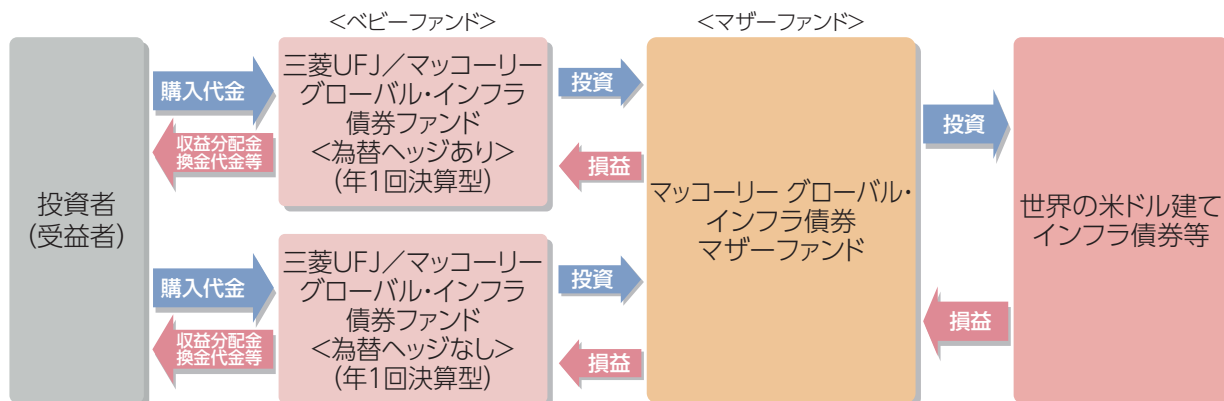 <ベビーファンド>
<マザーファンド>
投資者
(受益者)
購入代金
収益分配金
換金代金等
三菱UFJ/マッコーリー
グローバル・インフラ
債券ファンド
<為替ヘッジあり>
(年1回決算型)
投資
損益
購入代金
収益分配金
換金代金等
三菱UFJ/マッコーリー
グローバル・インフラ
債券ファンド
<為替ヘッジなし>
(年1回決算型)
投資
損益
マッコーリー グローバル・
インフラ債券
マザーファンド
投資
損益
世界の米ドル建て
インフラ債券等